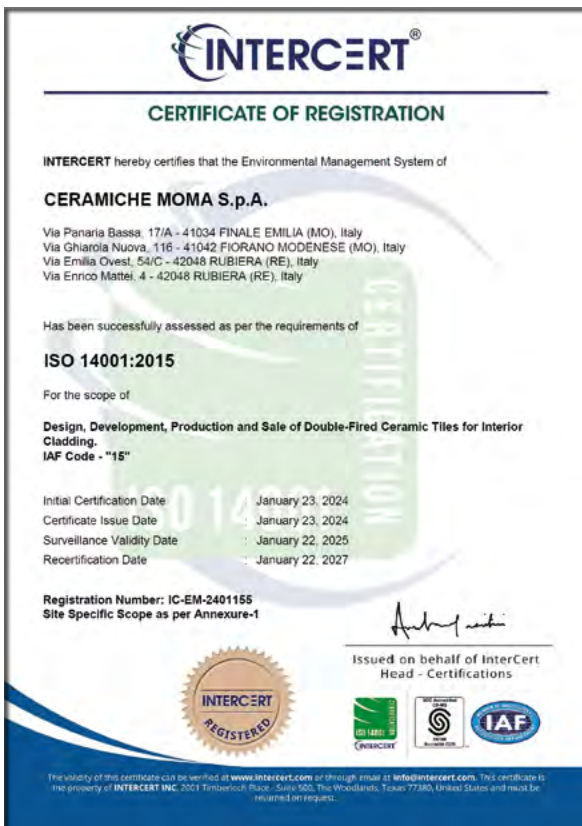 INTERCERT®
CERTIFICATE OF REGISTRATION
INTERCERT hereby certifies that the Environmental Management System of
CERAMICHE MOMA S.p.A.
Via Panaria Bassa, 17/A - 41034 FINALE EMILIA (MO), Italy
Via Ghiarola Nuova, 116 - 41042 FIORANO MODENESE (MO), Italy
Via Emilia Ovest, 54/C - 42048 RUBIERA (RE), Italy
Via Enrico Mattei, 4 - 42048 RUBIERA (RE), Italy
Has been successfully assessed as per the requirements of
ISO 14001:2015
For the scope of
Design, Development, Production and Sale of Double-Fired Ceramic Tiles for Interior
Cladding.
IAF Code - "15"
Initial Certification Date : January 23, 2024
Certificate Issue Date : January 23, 2024
Surveillance Validity Date : January 22, 2025
Recertification Date : January 22, 2027
ISO 14001
CERTIFICATION
Registration Number: IC-EM-2401155
Site Specific Scope as per Annexure-1
Issued on behalf of InterCert
Head - Certifications
INTERCERT
REGISTERED
ISO 14001
INTERCERT
IAF
The validity of this certificate can be verified at www.intercert.com or through email at info@intercert.com. This certificate is
the property of INTERCERT INC. 2001 Timberloch Place - Suite 500, The Woodlands, Texas 77380, United States and must be
returned on request.